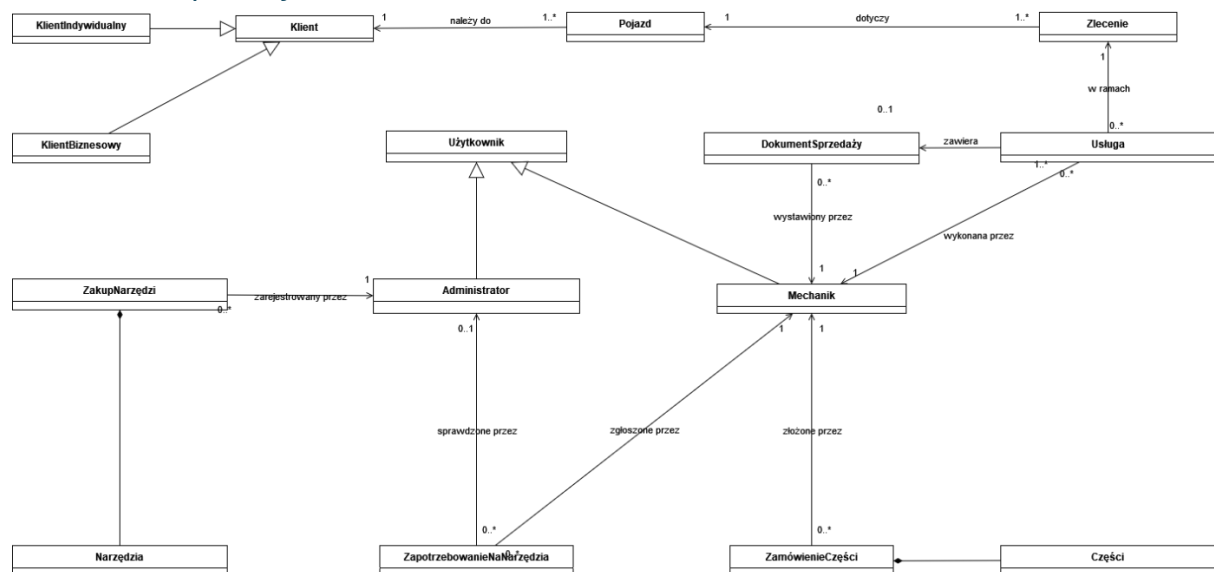 KlientIndywidualny
Klient
1
należy do
1..*
Pojazd
1
dotyczy
1..*
Zlecenie
1
w ramach
0..1
0..*
KlientBiznesowy
Użytkownik
DokumentSprzedaży
zawiera
Usługa
0..*
1..*
0..*
wystawiony przez
wykonana przez
ZakupNarzędzi
zarejestrowany przez
0..*
1
Administrator
1
1
Mechanik
0..1
1
1
sprawdzone przez
zgłoszone przez
złożone przez
0..*
0..*
0..*
Narzędzia
ZapotrzebowanieNaNarzędzia
ZamówienieCzęści
Części